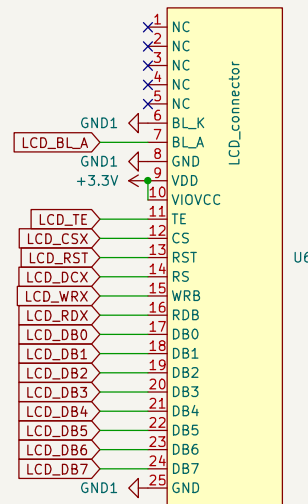 1 NC
2 NC
3 NC
4 NC
5 NC
GND1 6 BL_K
LCD_BL_A 7 BL_A
GND1 8 GND
+3.3V 9 VDD
10 VIOVCC
LCD_TE 11 TE
LCD_CSX 12 CS
LCD_RST 13 RST
LCD_DCX 14 RS
LCD_WRX 15 WRB
LCD_RDX 16 RDB
LCD_DB0 17 DB0
LCD_DB1 18 DB1
LCD_DB2 19 DB2
LCD_DB3 20 DB3
LCD_DB4 21 DB4
LCD_DB5 22 DB5
LCD_DB6 23 DB6
LCD_DB7 24 DB7
GND1 25 GND
LCD_connector
U6